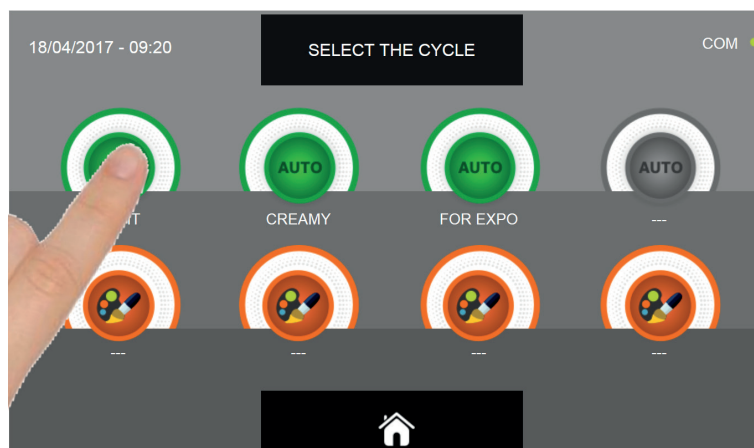 18/04/2017 - 09:20
SELECT THE CYCLE
COM
AUTO
AUTO
AUTO
CREAMY
FOR EXPO
---
---
---
---
---